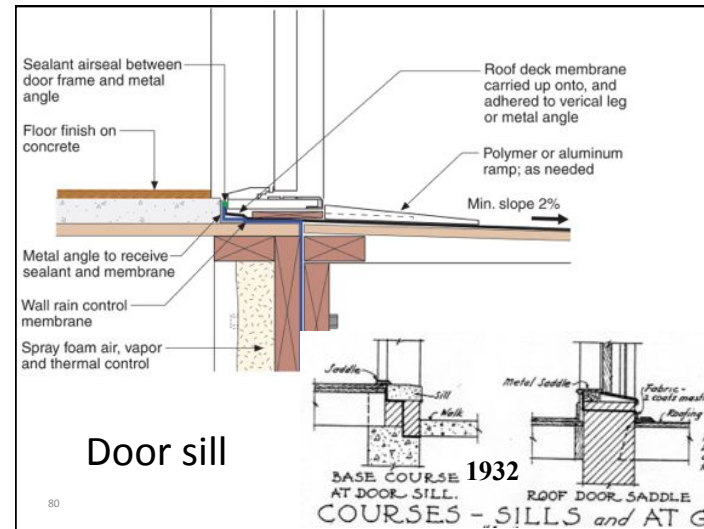 Sealant airseal between
door frame and metal
angle
Floor finish on
concrete
Metal angle to receive
sealant and membrane
Wall rain control
membrane
Spray foam air, vapor
and thermal control
Roof deck membrane
carried up onto, and
adhered to verical leg
or metal angle
Polymer or aluminum
ramp; as needed
Min. slope 2%
Door sill
80
Saddle
Sill
Walk
BASE COURSE
AT DOOR SILL.
1932
Metal Saddle
Fabric-
2 coats
Roofing
ROOF DOOR SADDLE
COURSES - SILLS and AT G